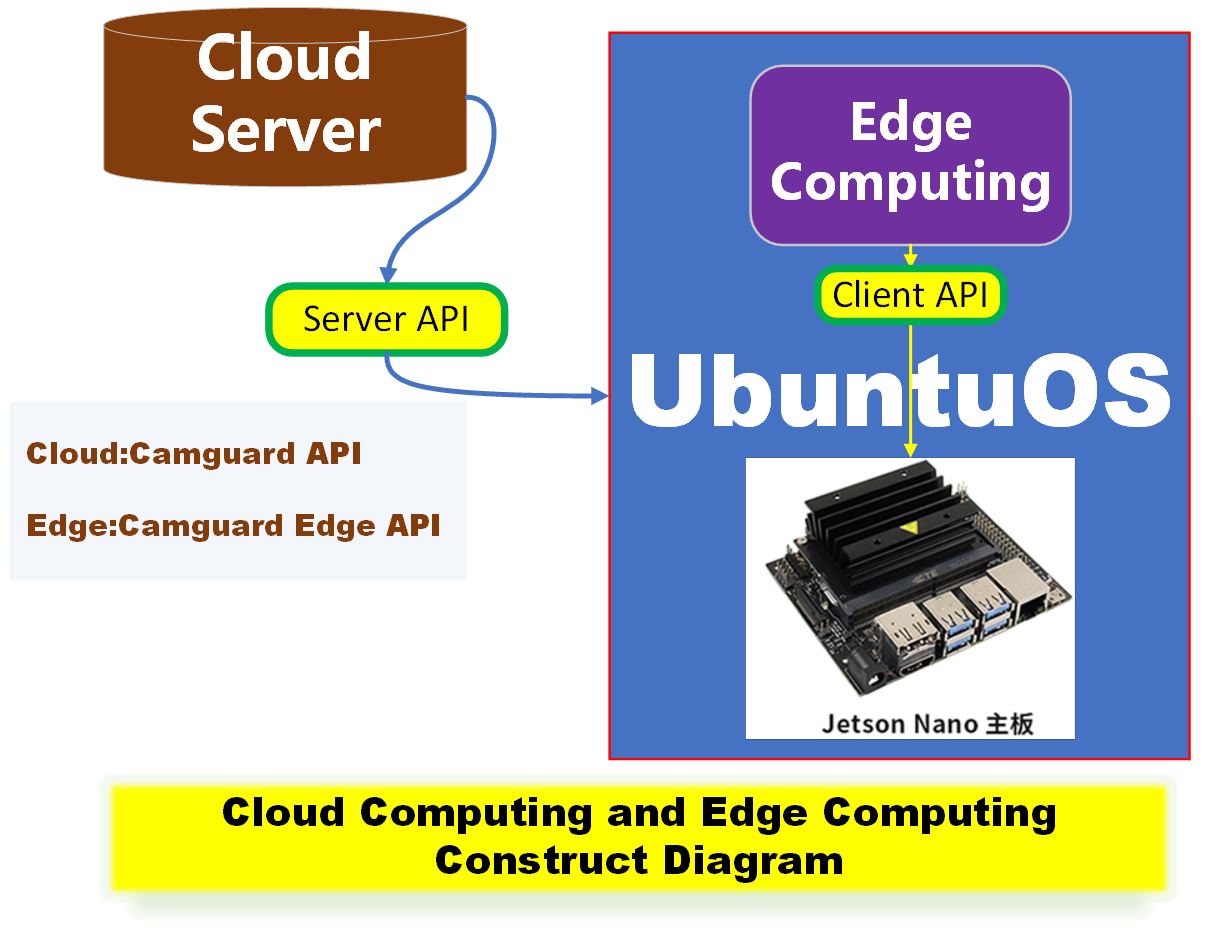 Cloud
Server
Edge
Computing
Server API
Client API
UbuntuOS
Cloud:Camguard API
Edge:Camguard Edge API
Jetson Nano 主板
Cloud Computing and Edge Computing
Construct Diagram